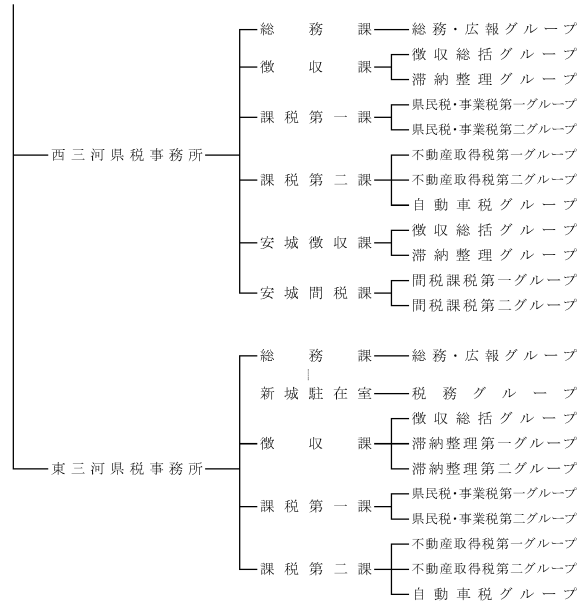 総務課 総務・広報グループ
徴収課 徴収総括グループ
滞納整理グループ
課税第一課 県民税・事業税第一グループ
県民税・事業税第二グループ
西三河県税事務所
課税第二課 不動産取得税第一グループ
不動産取得税第二グループ
自動車税グループ
安城徴収課 徴収総括グループ
滞納整理グループ
安城間税課 間税課税第一グループ
間税課税第二グループ
総務課 総務・広報グループ
新城駐在室 税務グループ
徴収課 徴収総括グループ
滞納整理第一グループ
滞納整理第二グループ
東三河県税事務所
課税第一課 県民税・事業税第一グループ
県民税・事業税第二グループ
課税第二課 不動産取得税第一グループ
不動産取得税第二グループ
自動車税グループ